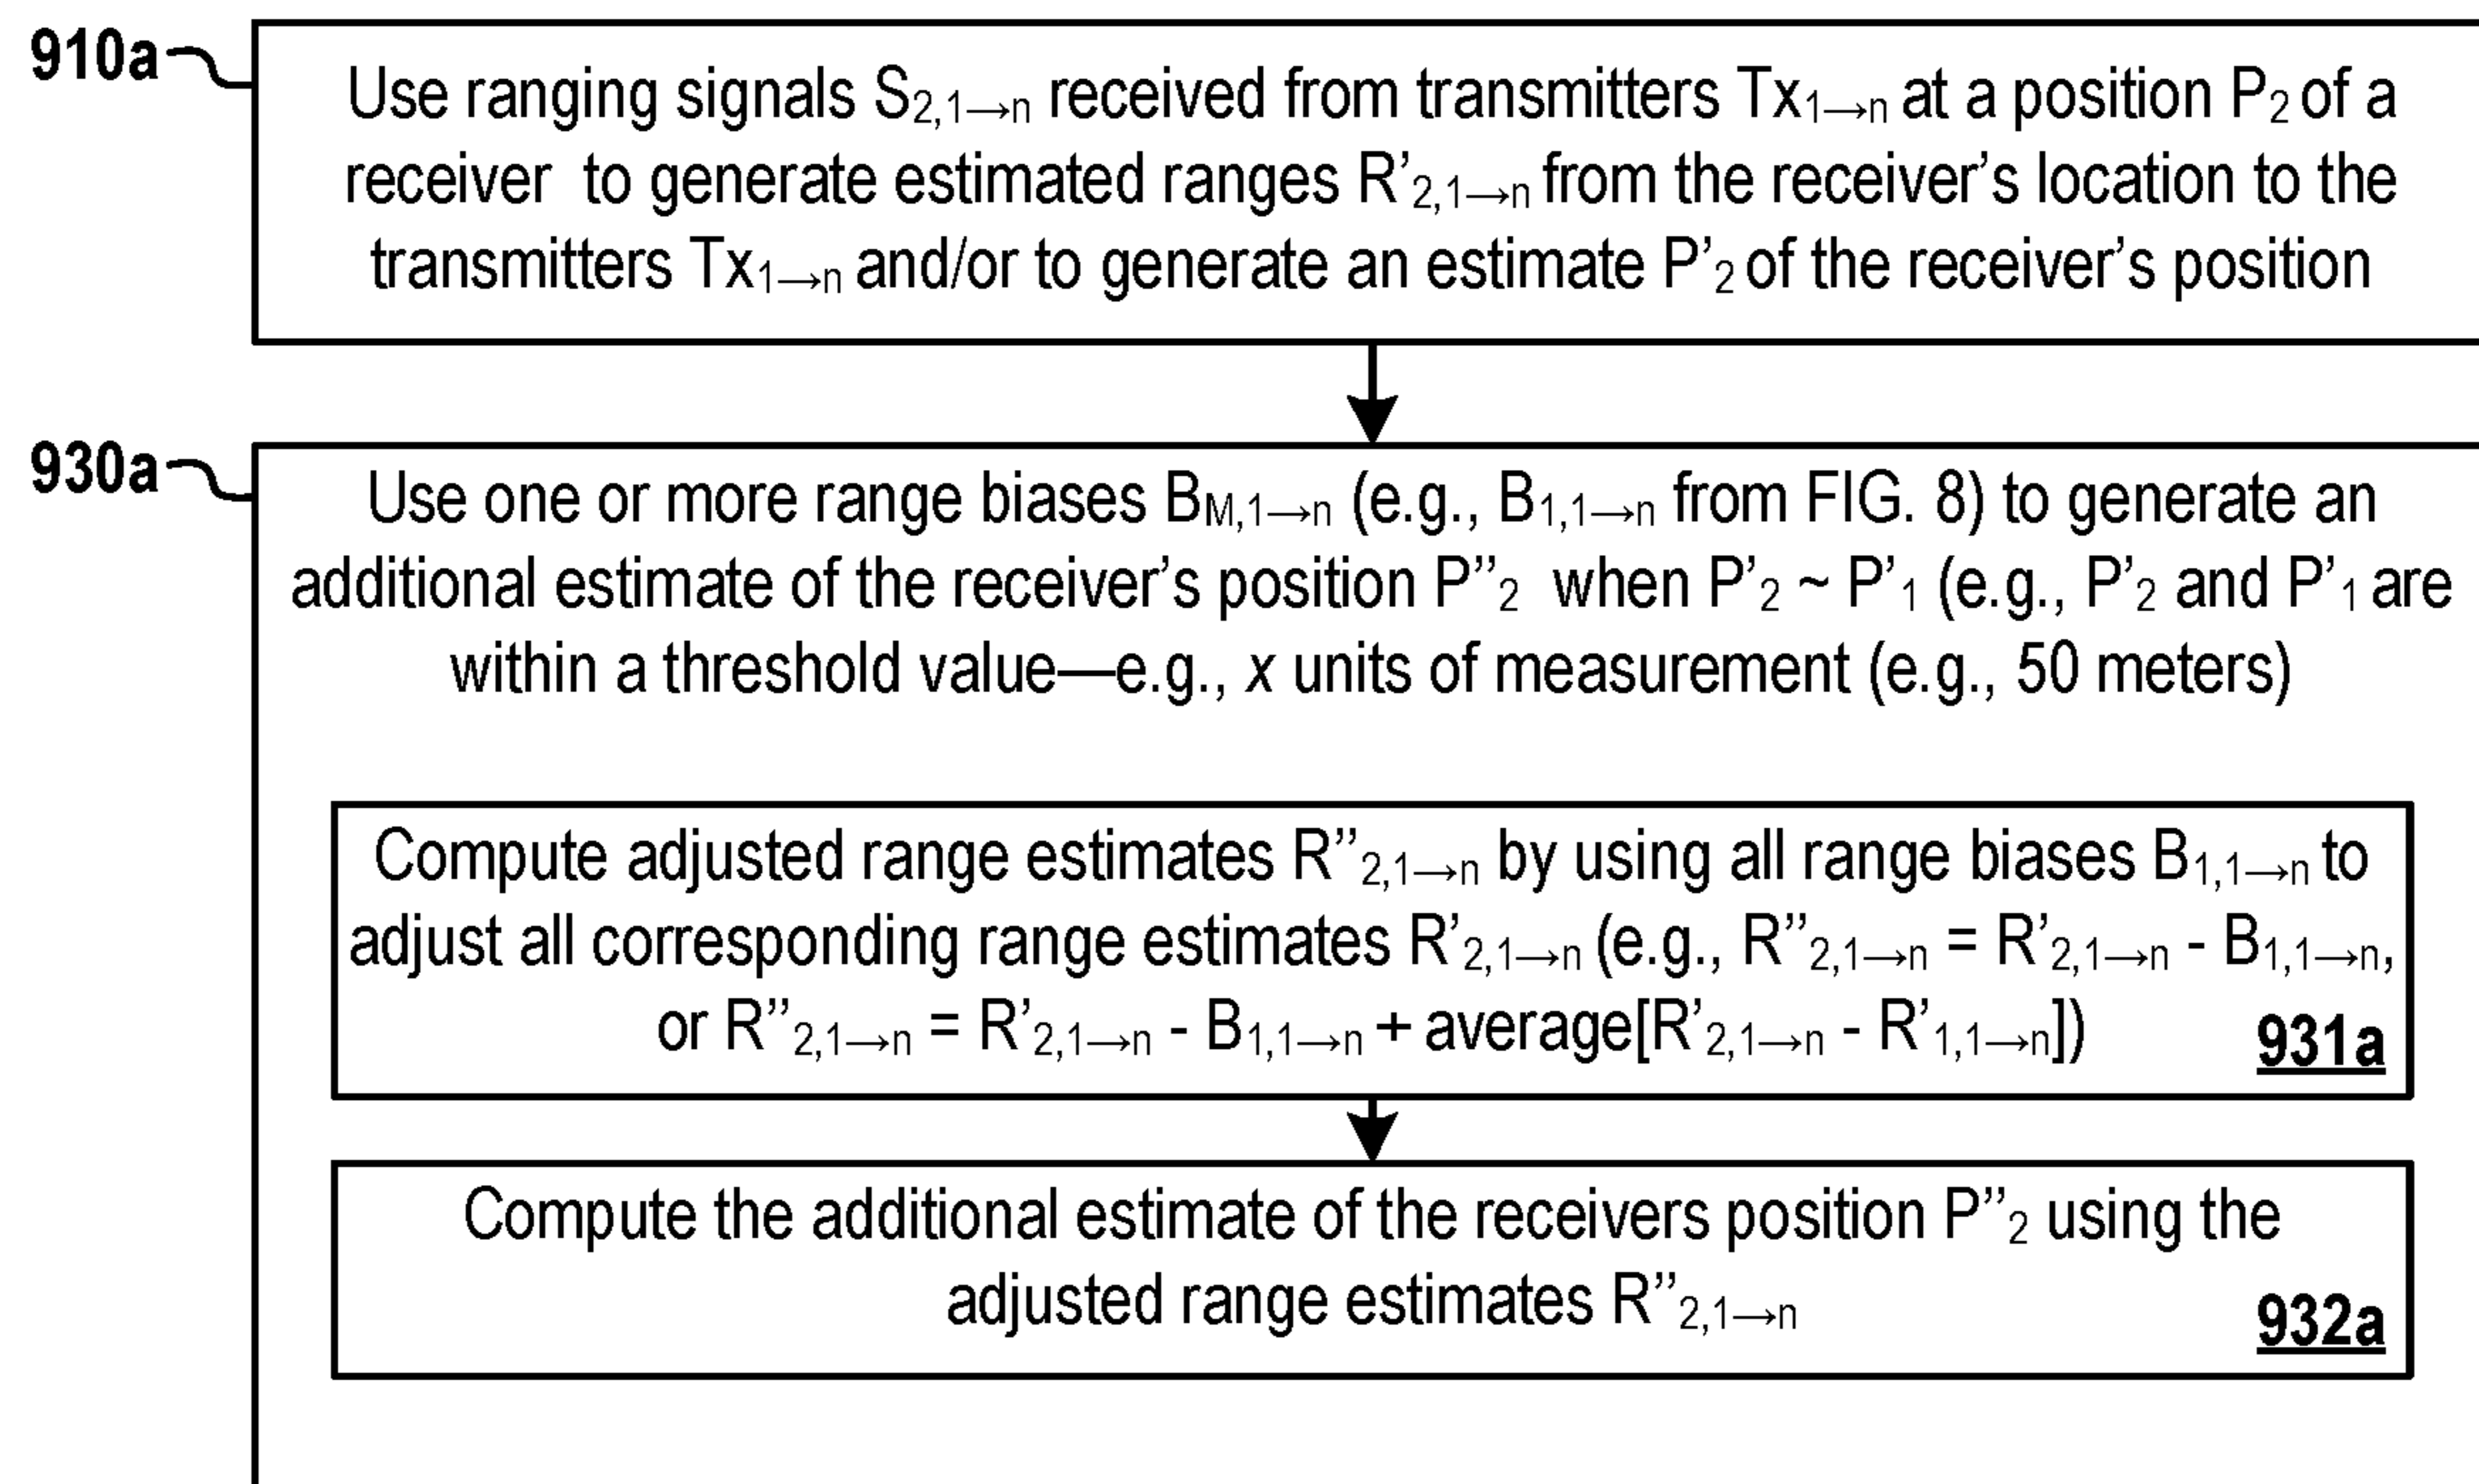 910a
Use ranging signals S2,1→n received from transmitters Tx1→n at a position P2 of a
receiver to generate estimated ranges R’2,1→n from the receiver’s location to the
transmitters Tx1→n and/or to generate an estimate P’2 of the receiver’s position
930a
Use one or more range biases BM,1→n (e.g., B1,1→n from FIG. 8) to generate an
additional estimate of the receiver’s position P”2 when P’2 ~ P’1 (e.g., P’2 and P’1 are
within a threshold value—e.g., x units of measurement (e.g., 50 meters)
Compute adjusted range estimates R”2,1→n by using all range biases B1,1→n to
adjust all corresponding range estimates R’2,1→n (e.g., R”2,1→n = R’2,1→n - B1,1→n,
or R”2,1→n = R’2,1→n - B1,1→n + average[R’2,1→n - R’1,1→n])
931a
Compute the additional estimate of the receivers position P”2 using the
adjusted range estimates R”2,1→n
932a